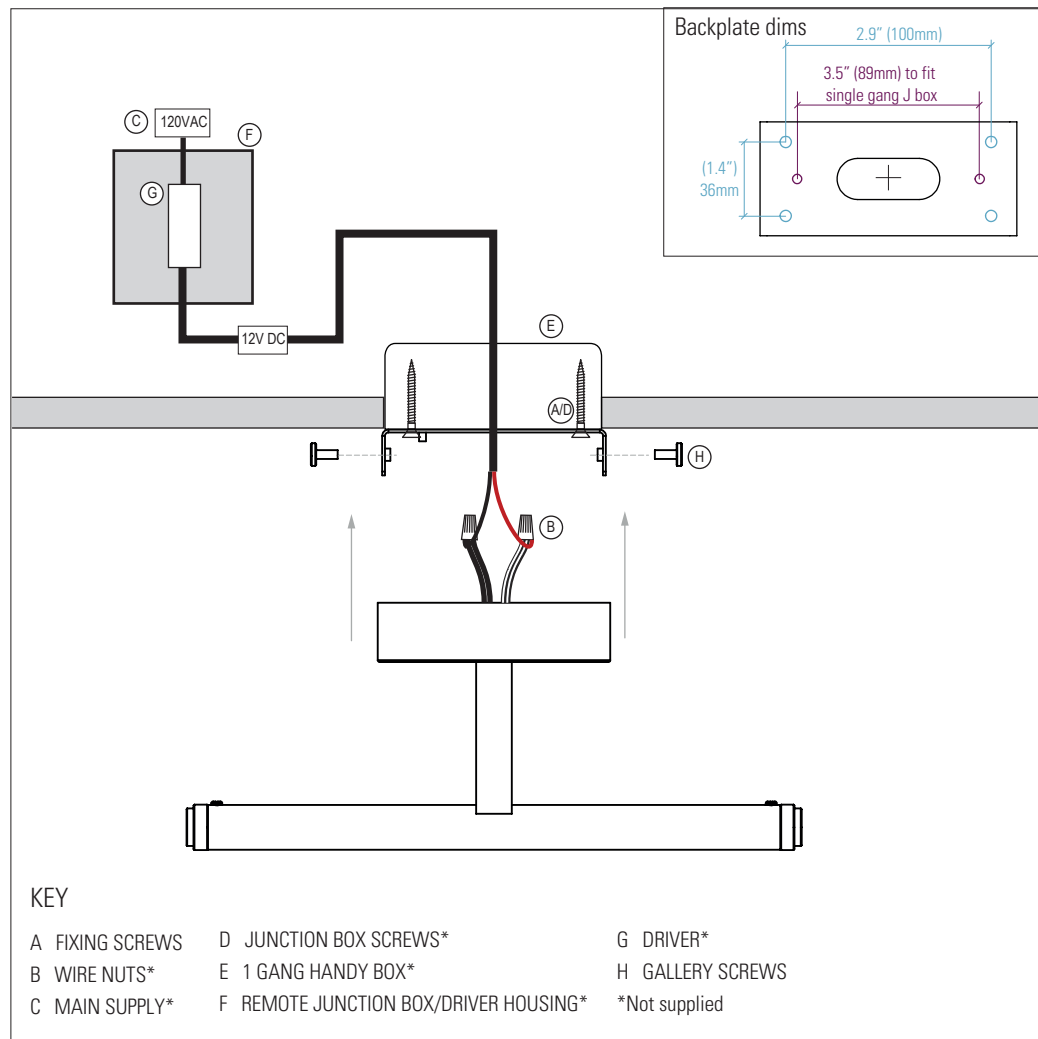 Backplate dims
2.9" (100mm)
3.5" (89mm) to fit
single gang J box
(1.4")
36mm
C
120VAC
F
G
12V DC
E
A/D
H
B
KEY
A FIXING SCREWS
B WIRE NUTS*
C MAIN SUPPLY*
D JUNCTION BOX SCREWS*
E 1 GANG HANDY BOX*
F REMOTE JUNCTION BOX/DRIVER HOUSING*
G DRIVER*
H GALLERY SCREWS
*Not supplied